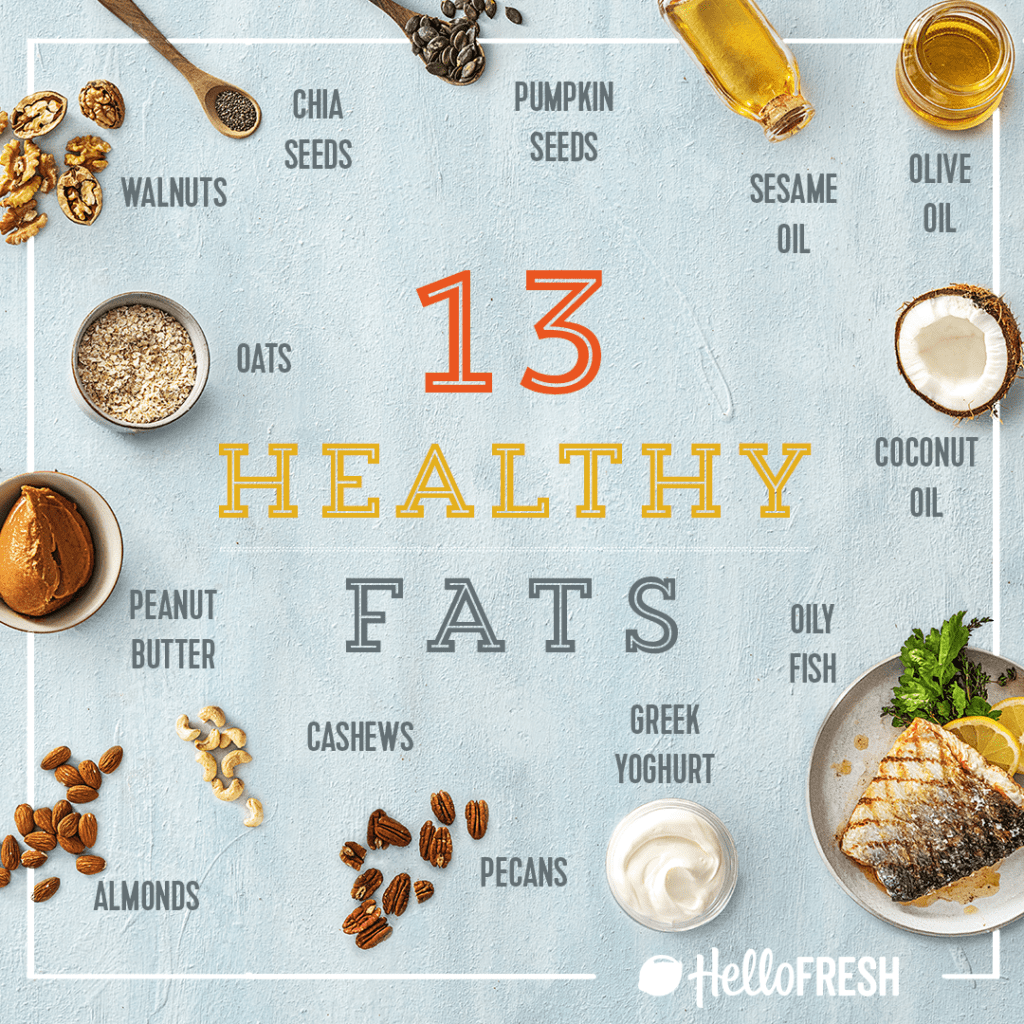 CHIA
SEEDS
PUMPKIN
SEEDS
WALNUTS
SESAME
OIL
OLIVE
OIL
OATS
13
HEALTHY
FATS
COCONUT
OIL
PEANUT
BUTTER
OILY
FISH
CASHEWS
GREEK
YOGHURT
ALMONDS
PECANS
HelloFRESH